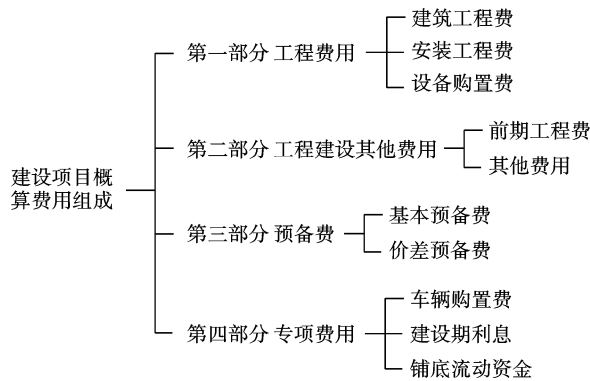 建设项目概
算费用组成
第一部分 工程费用
建筑工程费
安装工程费
设备购置费
第二部分 工程建设其他费用
前期工程费
其他费用
第三部分 预备费
基本预备费
价差预备费
第四部分 专项费用
车辆购置费
建设期利息
铺底流动资金